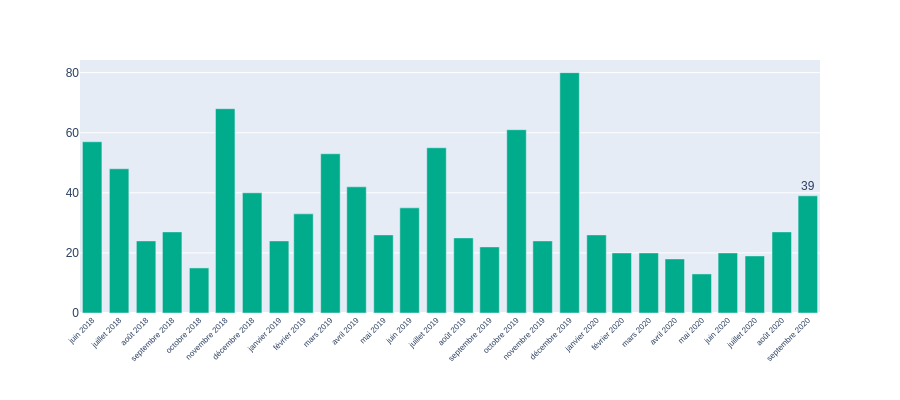 80
60
40
20
0
39
juin 2018
juillet 2018
août 2018
septembre 2018
octobre 2018
novembre 2018
décembre 2018
janvier 2019
février 2019
mars 2019
avril 2019
mai 2019
juin 2019
juillet 2019
août 2019
septembre 2019
octobre 2019
novembre 2019
décembre 2019
janvier 2020
février 2020
mars 2020
avril 2020
mai 2020
juin 2020
juillet 2020
août 2020
septembre 2020